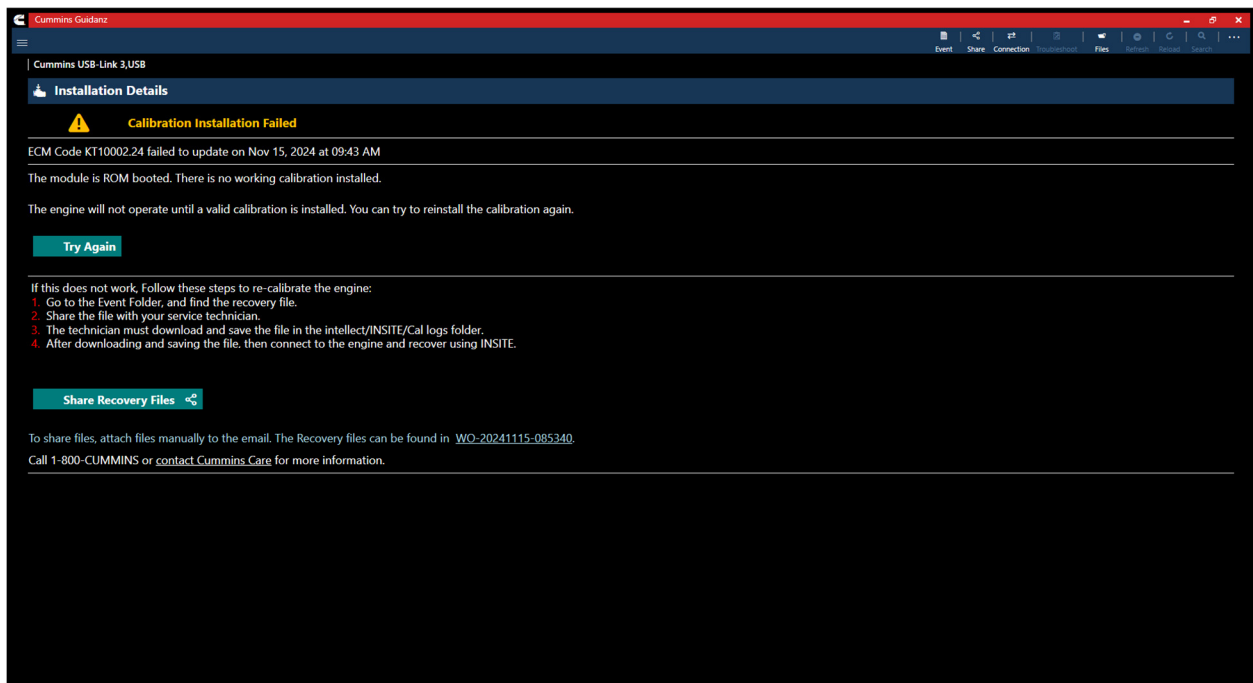 Cummins Guidanz
Event Share Connection Troubleshoot Files Refresh Reload Search
Cummins USB-Link 3,USB
Installation Details
Calibration Installation Failed
ECM Code KT10002.24 failed to update on Nov 15, 2024 at 09:43 AM
The module is ROM booted. There is no working calibration installed.
The engine will not operate until a valid calibration is installed. You can try to reinstall the calibration again.
Try Again
If this does not work, Follow these steps to re-calibrate the engine:
1. Go to the Event Folder, and find the recovery file.
2. Share the file with your service technician.
3. The technician must download and save the file in the intellect/INSITE/Cal logs folder.
4. After downloading and saving the file, then connect to the engine and recover using INSITE.
Share Recovery Files
To share files, attach files manually to the email. The Recovery files can be found in WO-20241115-085340.
Call 1-800-CUMMINS or contact Cummins Care for more information.